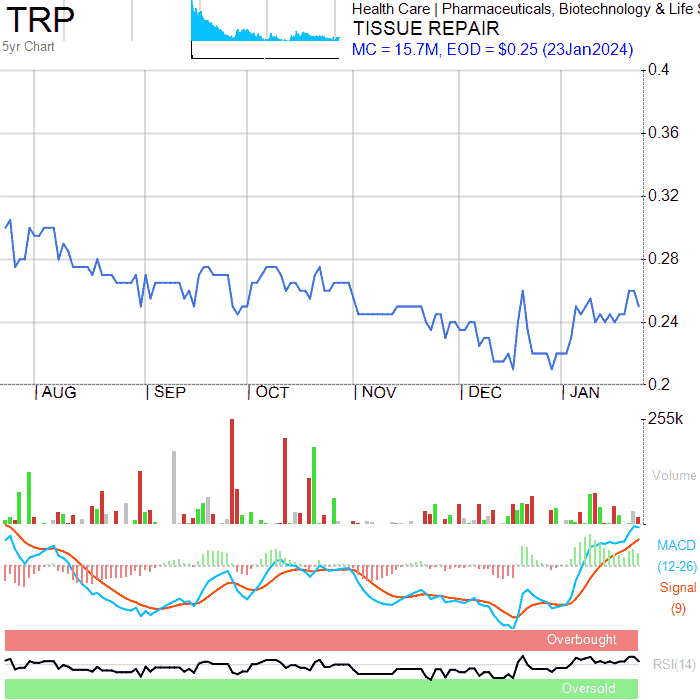 TRP
5yr Chart
Health Care | Pharmaceuticals, Biotechnology & Life S
TISSUE REPAIR
MC = 15.7M, EOD = $0.25 (23Jan2024)
0.4
0.36
0.32
0.28
0.24
0.2
AUG SEP OCT NOV DEC JAN
255k
Volume
MACD
(12-26)
Signal
(9)
Overbought
RSI(14)
Oversold